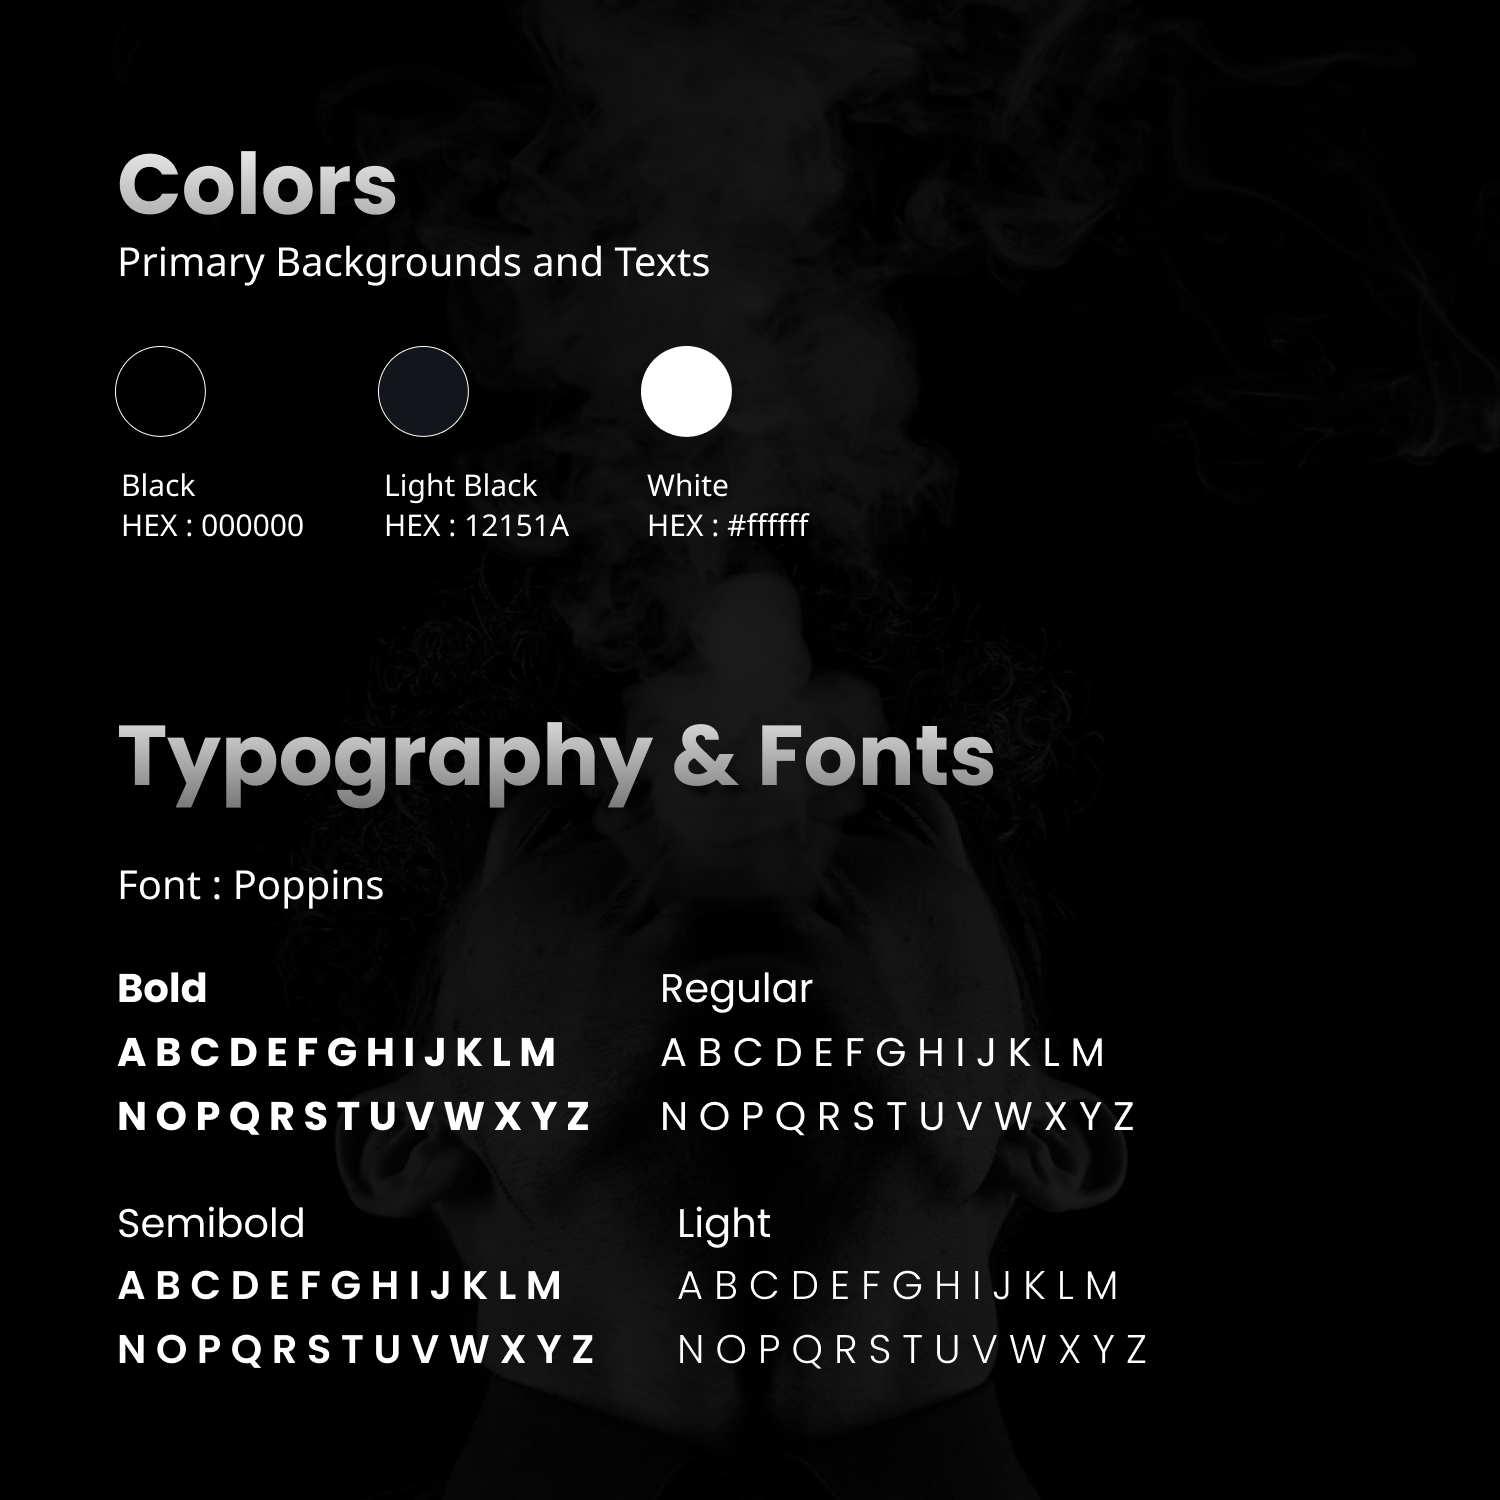 Colors
Primary Backgrounds and Texts
Black
HEX : 000000
Light Black
HEX : 12151A
White
HEX : #ffffff
Typography & Fonts
Font : Poppins
Bold
A B C D E F G H I J K L M
N O P Q R S T U V W X Y Z
Regular
A B C D E F G H I J K L M
N O P Q R S T U V W X Y Z
Semibold
A B C D E F G H I J K L M
N O P Q R S T U V W X Y Z
Light
A B C D E F G H I J K L M
N O P Q R S T U V W X Y Z